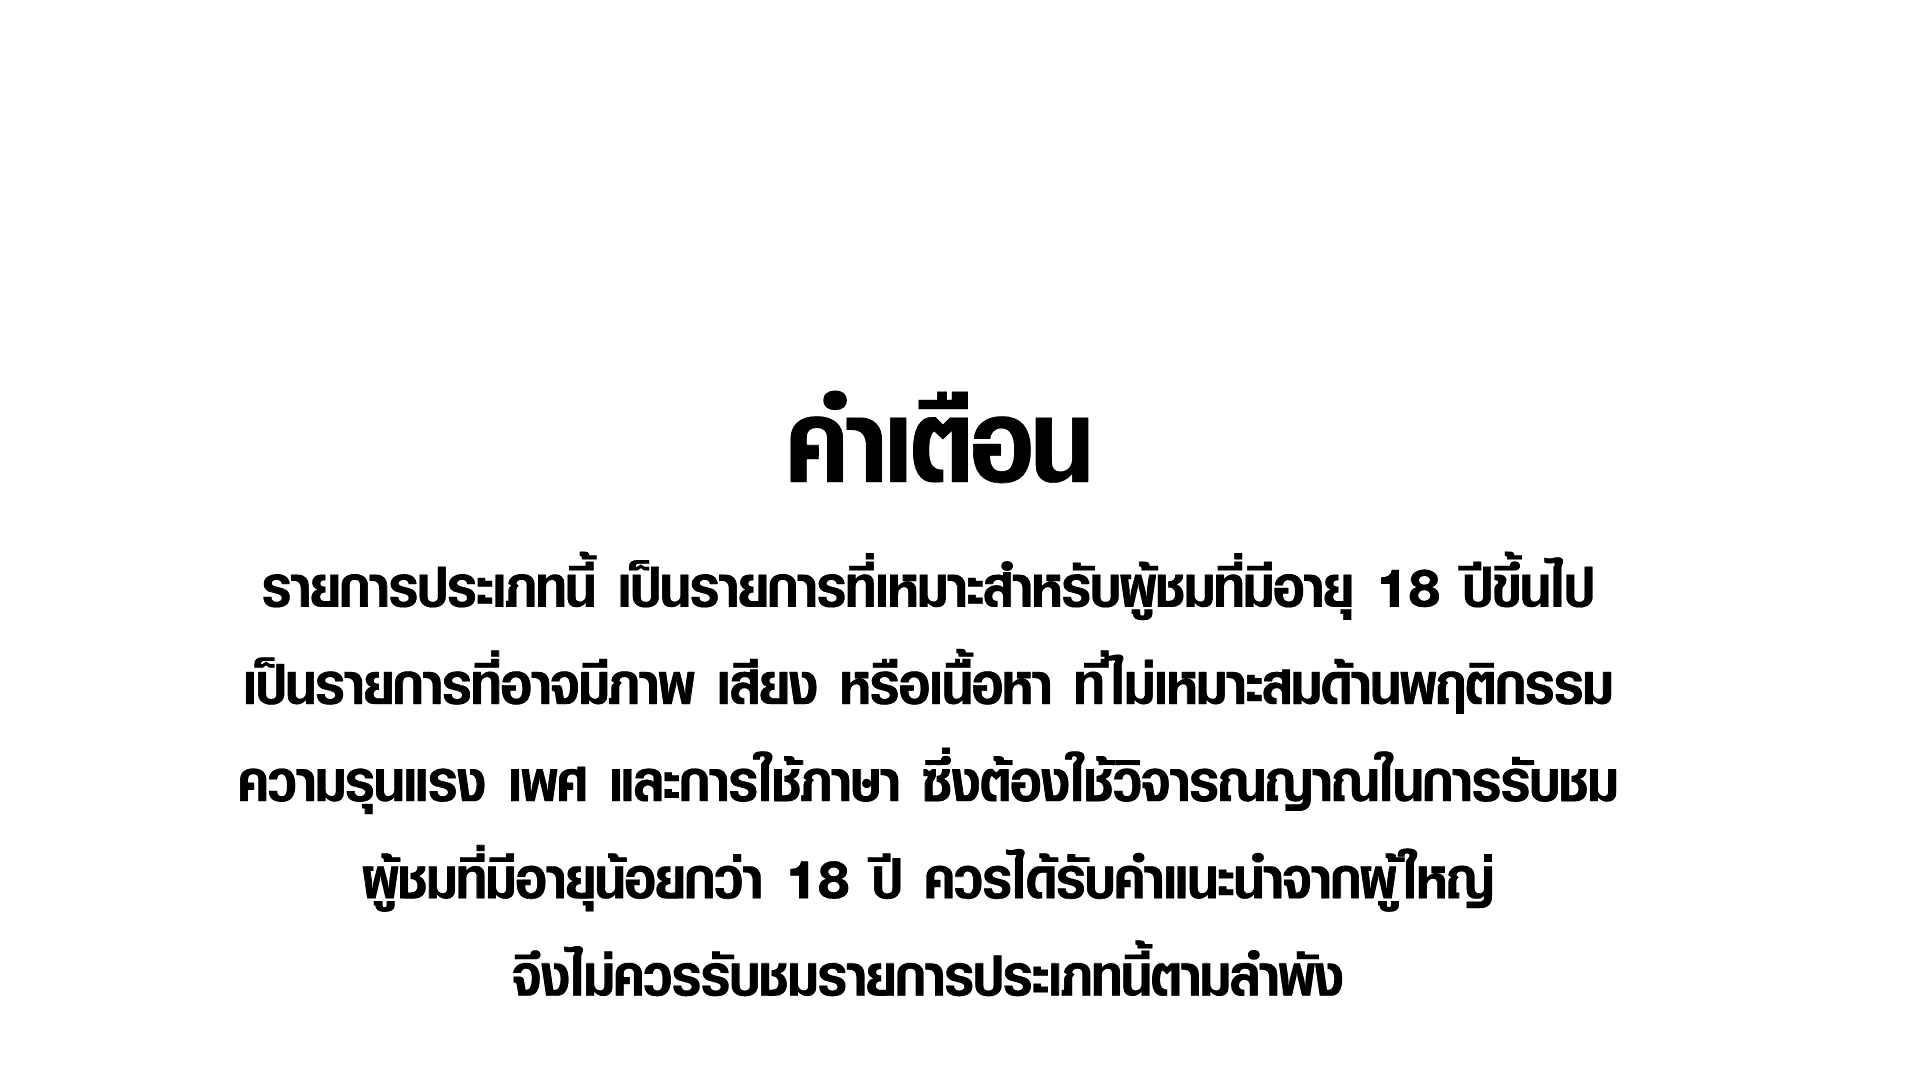 คำเตือน
รายการประเภทนี้ เป็นรายการที่เหมาะสำหรับผู้ชมที่มีอายุ 18 ปีขึ้นไป
เป็นรายการที่อาจมีภาพ เสียง หรือเนื้อหา ที่ไม่เหมาะสมด้านพฤติกรรม
ความรุนแรง เพศ และการใช้ภาษา ซึ่งต้องใช้วิจารณญาณในการรับชม
ผู้ชมที่มีอายุน้อยกว่า 18 ปี ควรได้รับคำแนะนำจากผู้ใหญ่
จึงไม่ควรรับชมรายการประเภทนี้ตามลำพัง